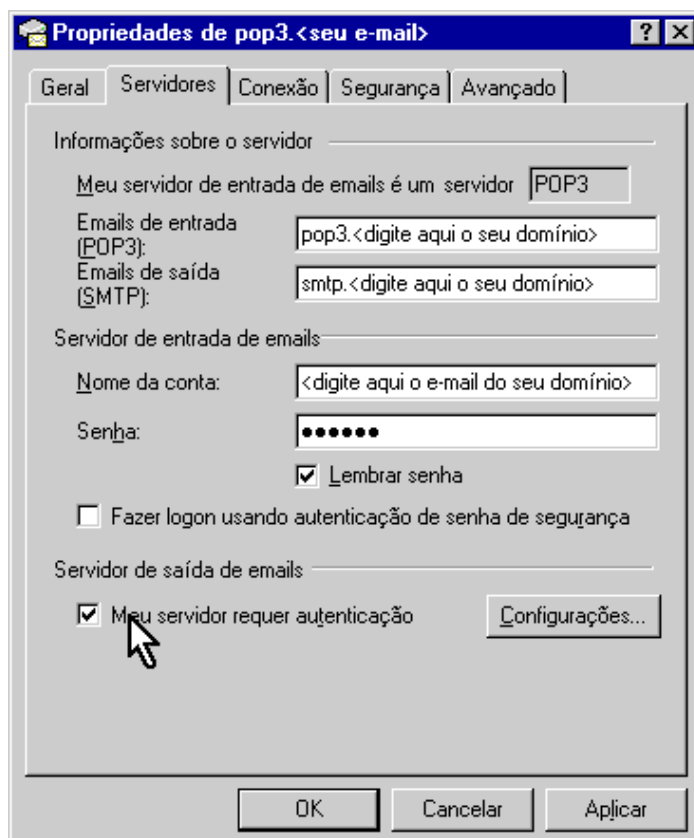 Propriedades de pop3.<seu e-mail>
Geral Servidores Conexão Segurança Avançado
Informações sobre o servidor
Meu servidor de entrada de emails é um servidor POP3
Emails de entrada
(POP3):
pop3.<digite aqui o seu domínio>
Emails de saída
(SMTP):
smtp.<digite aqui o seu domínio>
Servidor de entrada de emails
Nome da conta: <digite aqui o e-mail do seu domínio>
Senha: ●●●●●●
Lembrar senha
Fazer logon usando autenticação de senha de segurança
Servidor de saída de emails
Meu servidor requer autenticação Configurações...
OK Cancelar Aplicar